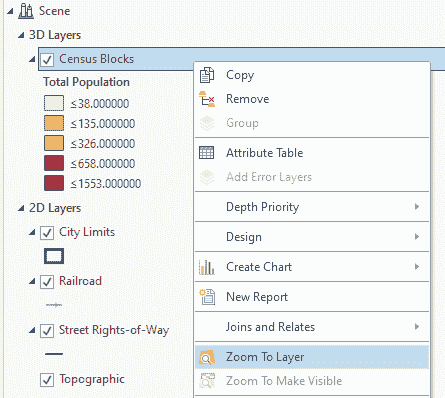 Scene
3D Layers
Census Blocks
Total Population
≤38.000000
≤135.000000
≤326.000000
≤658.000000
≤1553.000000
2D Layers
City Limits
Railroad
Street Rights-of-Way
Topographic
Copy
Remove
Group
Attribute Table
Add Error Layers
Depth Priority
Design
Create Chart
New Report
Joins and Relates
Zoom To Layer
Zoom To Make Visible